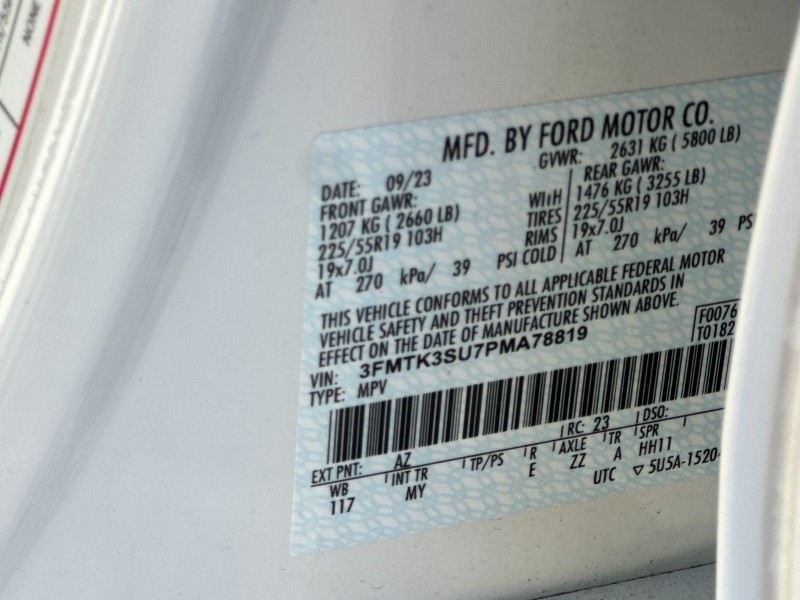 NONE
MFD. BY FORD MOTOR CO.
DATE: 09/23 GVWR: 2631 KG ( 5800 LB)
FRONT GAWR: REAR GAWR:
1207 KG ( 2660 LB) WITH 1476 KG ( 3255 LB)
225/55R19 103H TIRES 225/55R19 103H
19x7.0J RIMS 19x7.0J
AT 270 kPa/ 39 PSI COLD AT 270 kPa/ 39 PS
THIS VEHICLE CONFORMS TO ALL APPLICABLE FEDERAL MOTOR
VEHICLE SAFETY AND THEFT PREVENTION STANDARDS IN
EFFECT ON THE DATE OF MANUFACTURE SHOWN ABOVE.
VIN: 3FMTK3SU7PMA78819 F0076
TYPE: MPV T0182
EXT PNT: AZ RC: 23 DSO:
WB INT TR TP/PS R AXLE TR SPR
117 MY E ZZ A HH11
UTC ▽ 5U5A-1520